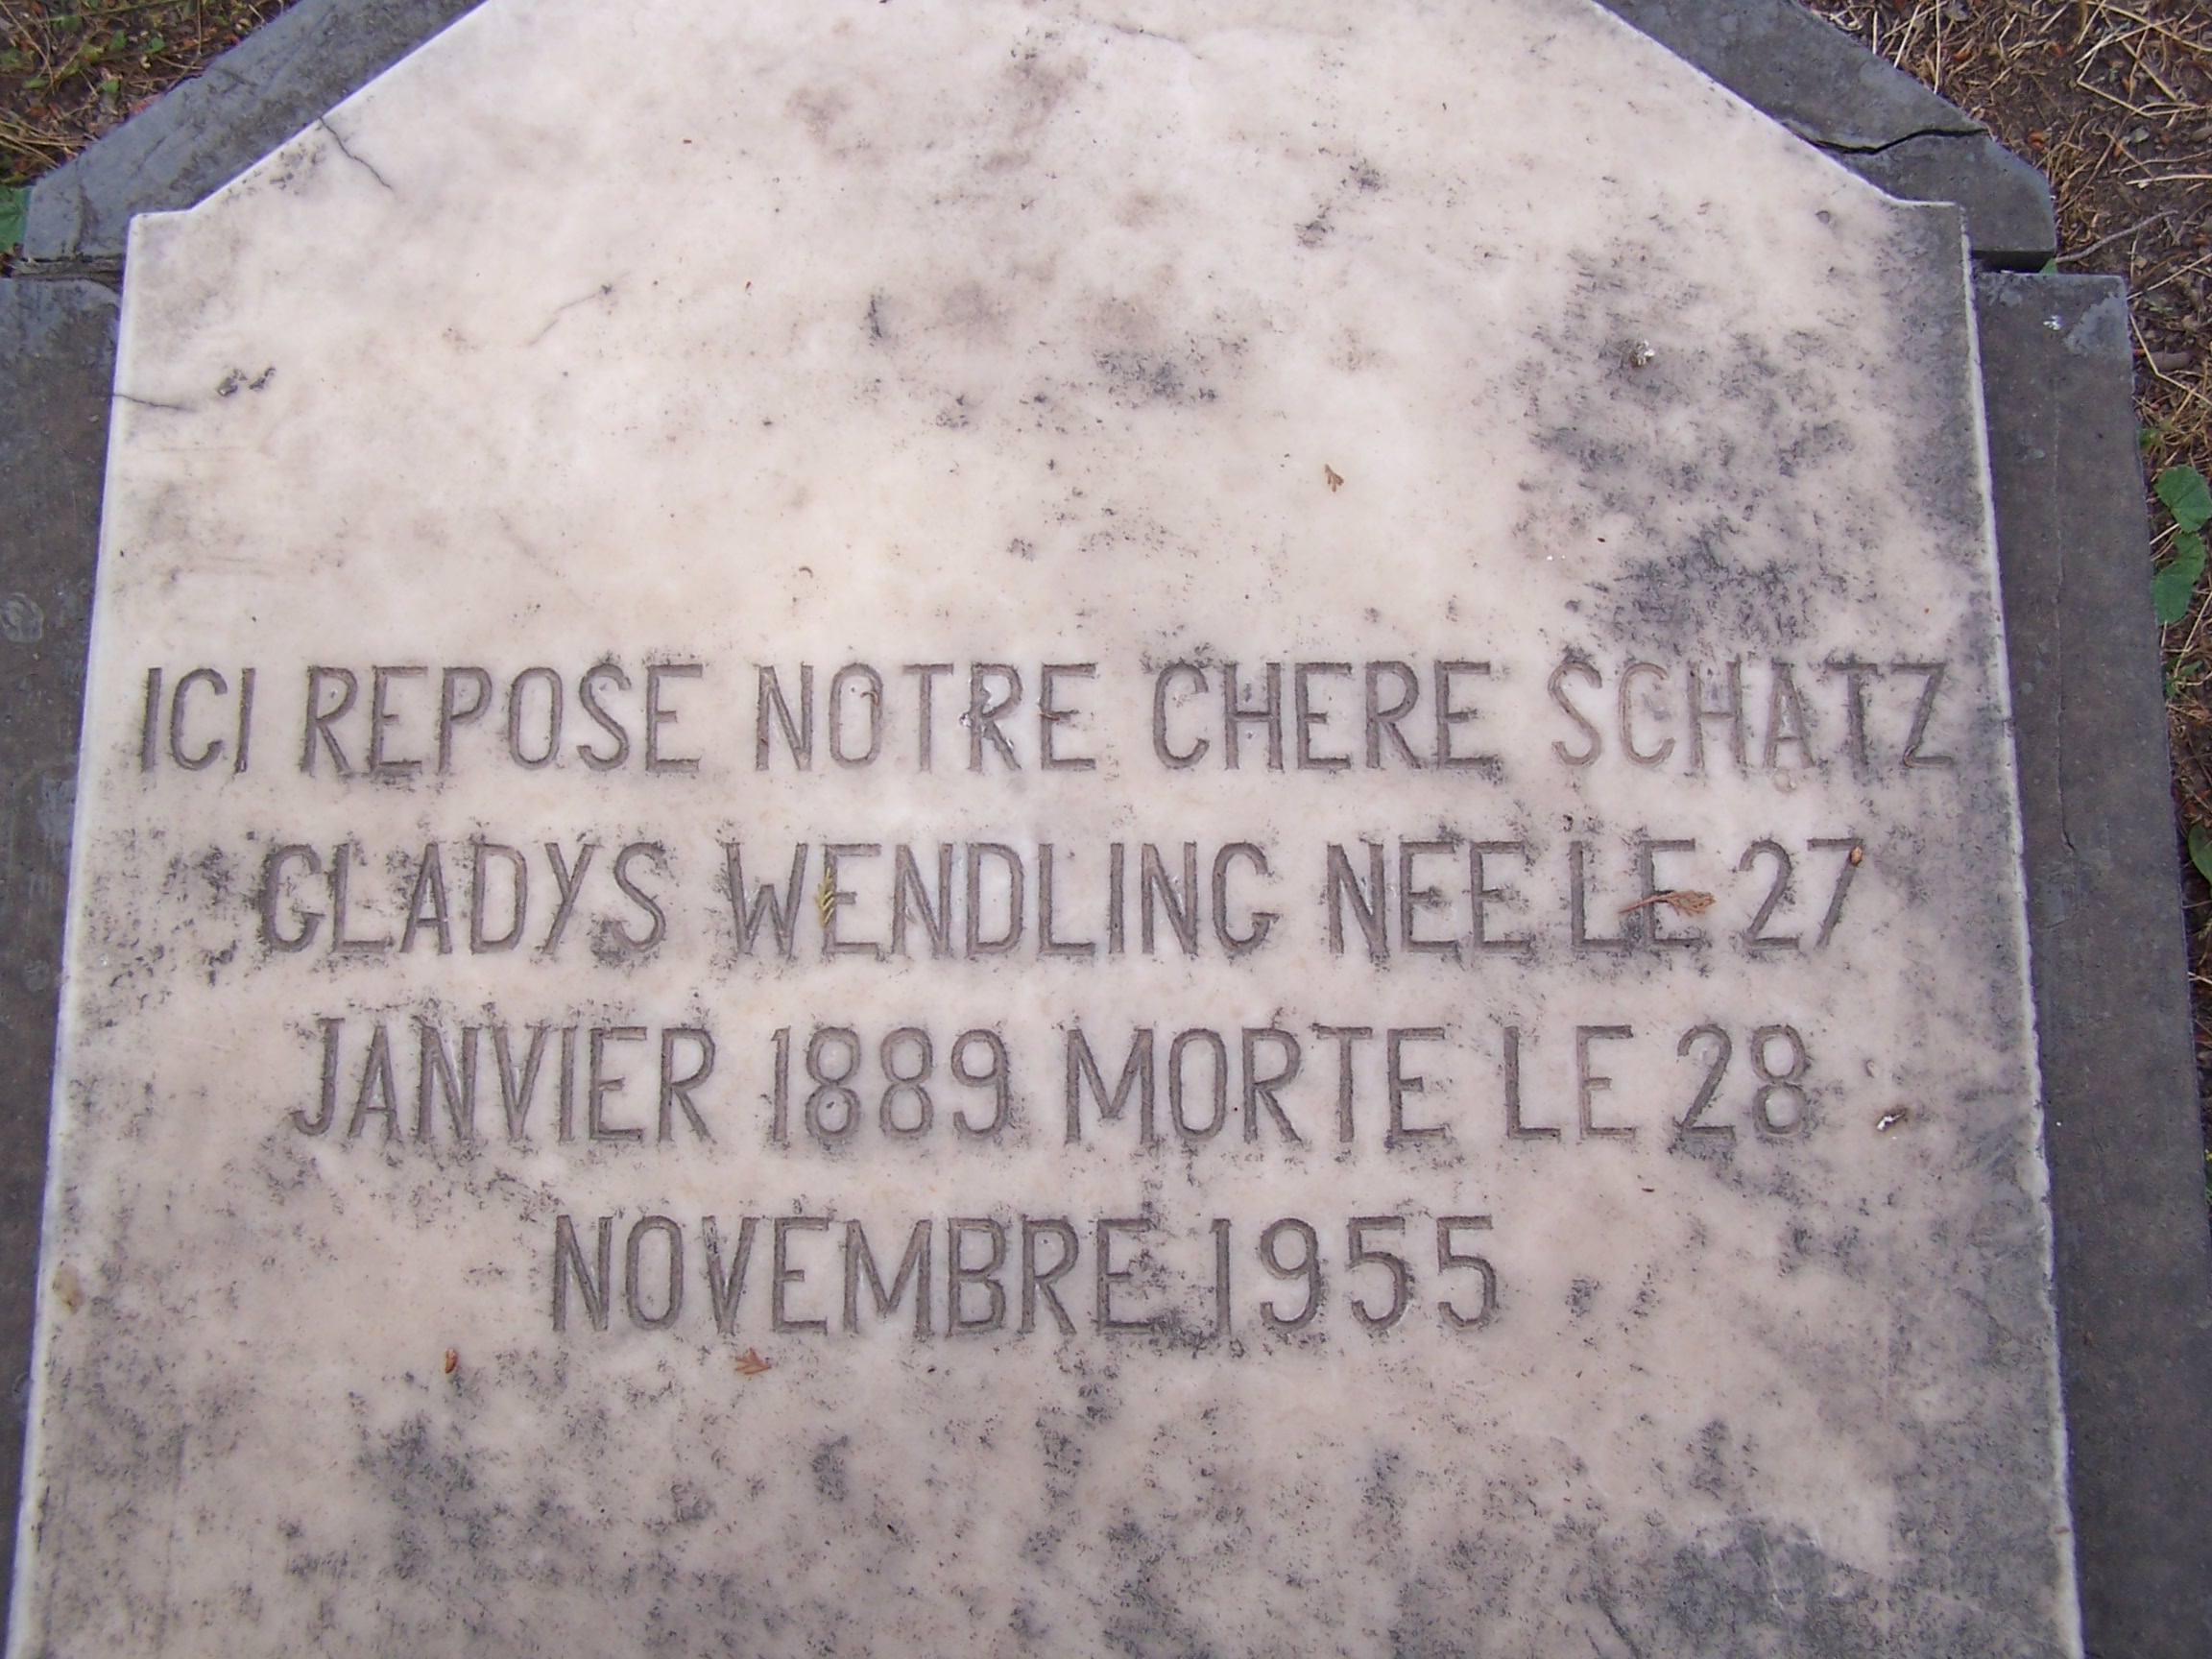 ICI REPOSE NOTRE CHERE SCHATZ
GLADYS WENDLING NEE LE 27
JANVIER 1889 MORTE LE 28
NOVEMBRE 1955